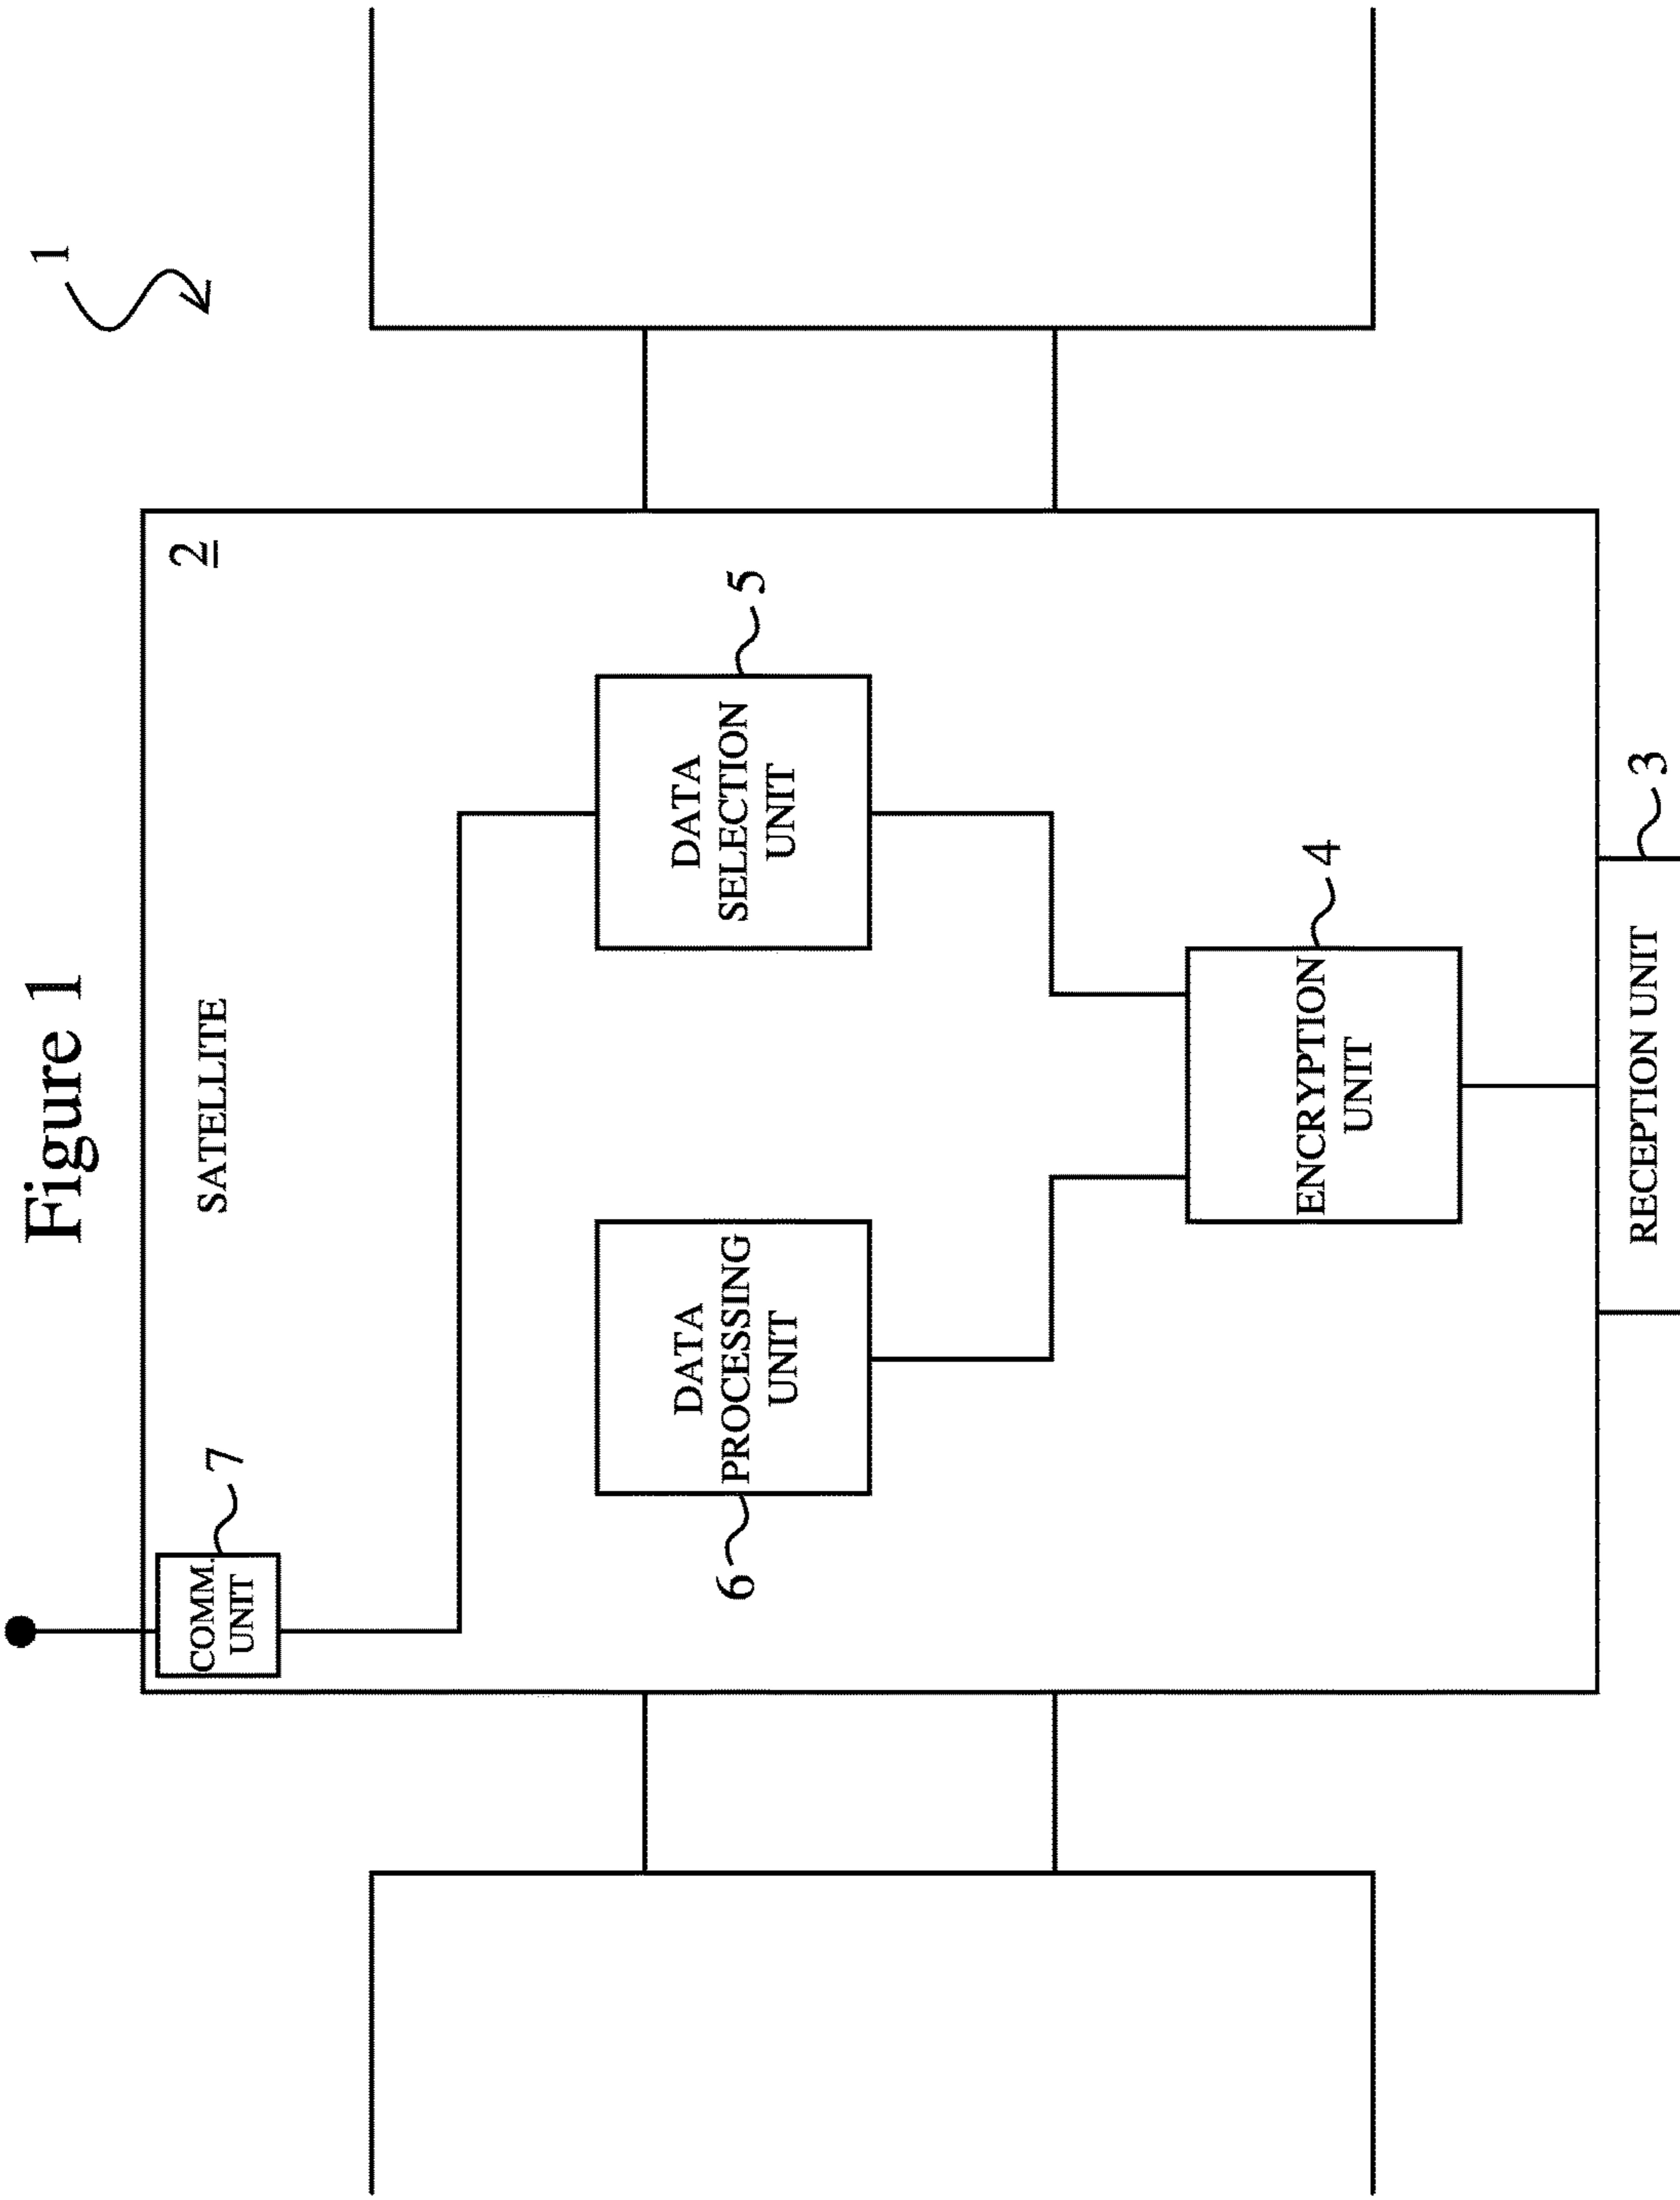 Figure 1
1
SATELLITE
2
COMM.
UNIT
7
DATA
PROCESSING
UNIT
6
DATA
SELECTION
UNIT
5
ENCRYPTION
UNIT
4
RECEPTION UNIT
3